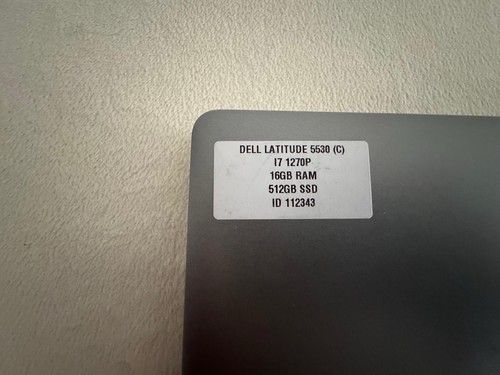 DELL LATITUDE 5530 (C)
I7 1270P
16GB RAM
512GB SSD
ID 112343